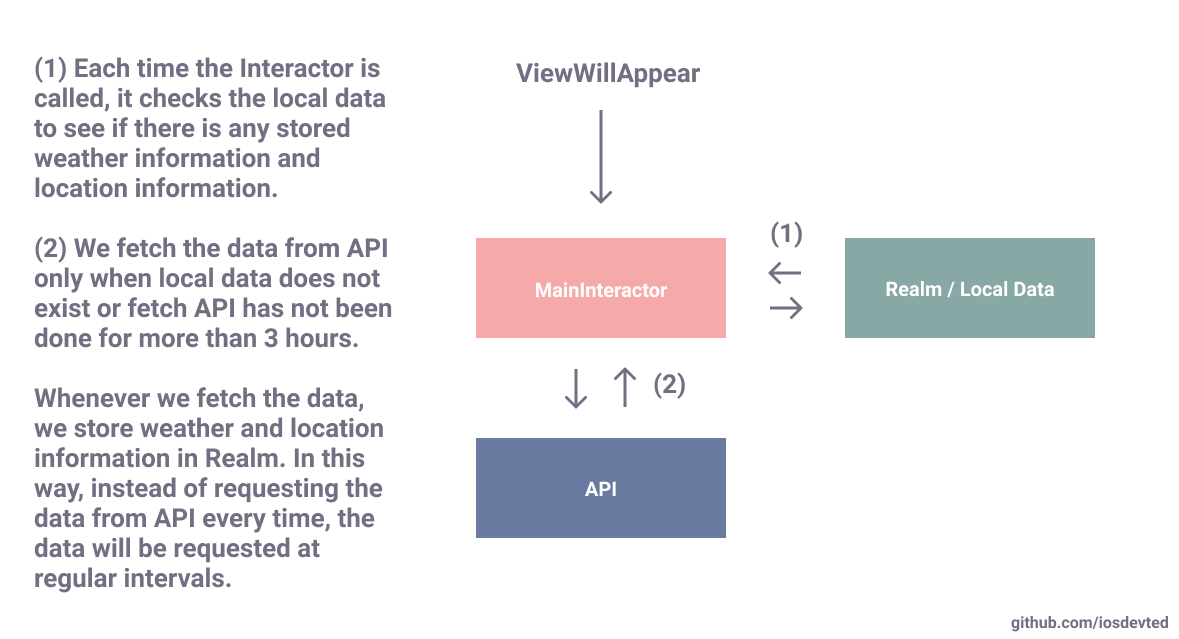 (1) Each time the Interactor is
called, it checks the local data
to see if there is any stored
weather information and
location information.
(2) We fetch the data from API
only when local data does not
exist or fetch API has not been
done for more than 3 hours.
Whenever we fetch the data,
we store weather and location
information in Realm. In this
way, instead of requesting the
data from API every time, the
data will be requested at
regular intervals.
ViewWillAppear
MainInteractor
(1)
Realm / Local Data
(2)
API
github.com/iosdevted